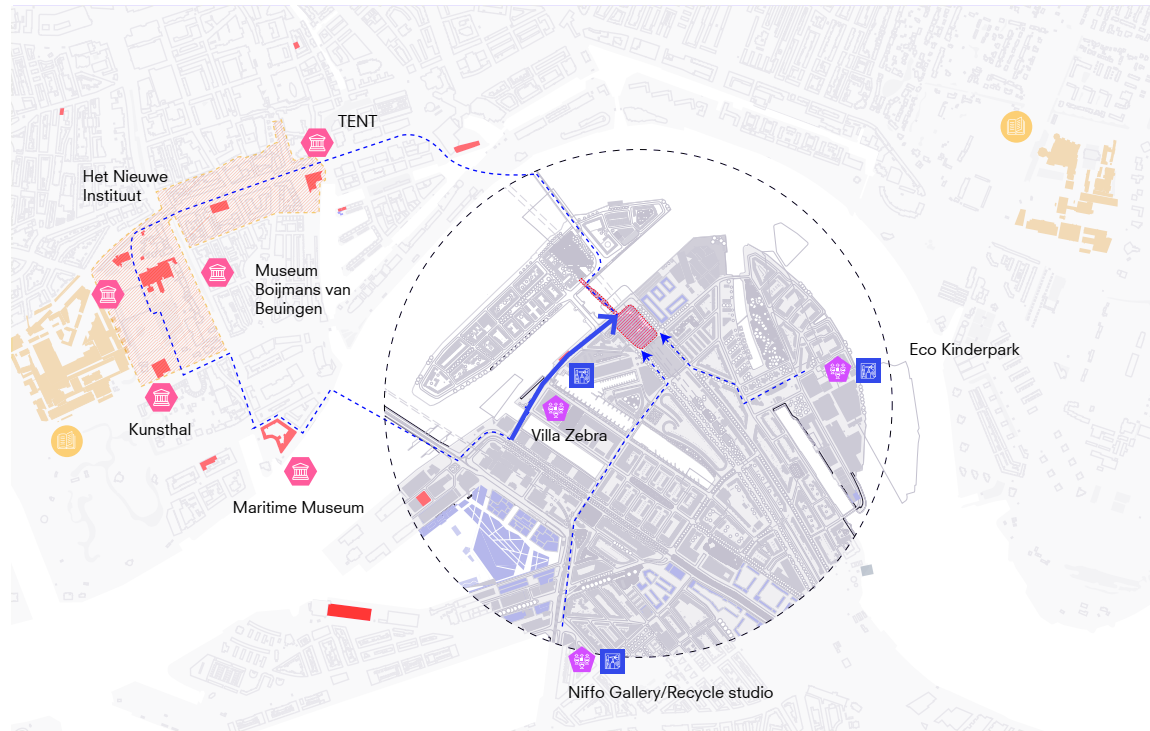 TENT
Het Nieuwe
Instituut
Museum
Boijmans van
Beuingen
Eco Kinderpark
Kunsthal
Villa Zebra
Maritime Museum
Niffo Gallery/Recycle studio